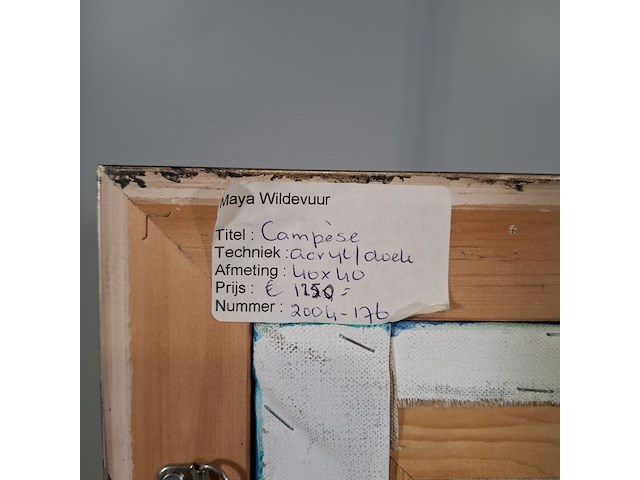 Maya Wildevuur
Titel : Campèse
Techniek : acryl/doek
Afmeting : 40x40
Prijs : € 1250,-
Nummer : 2004-176